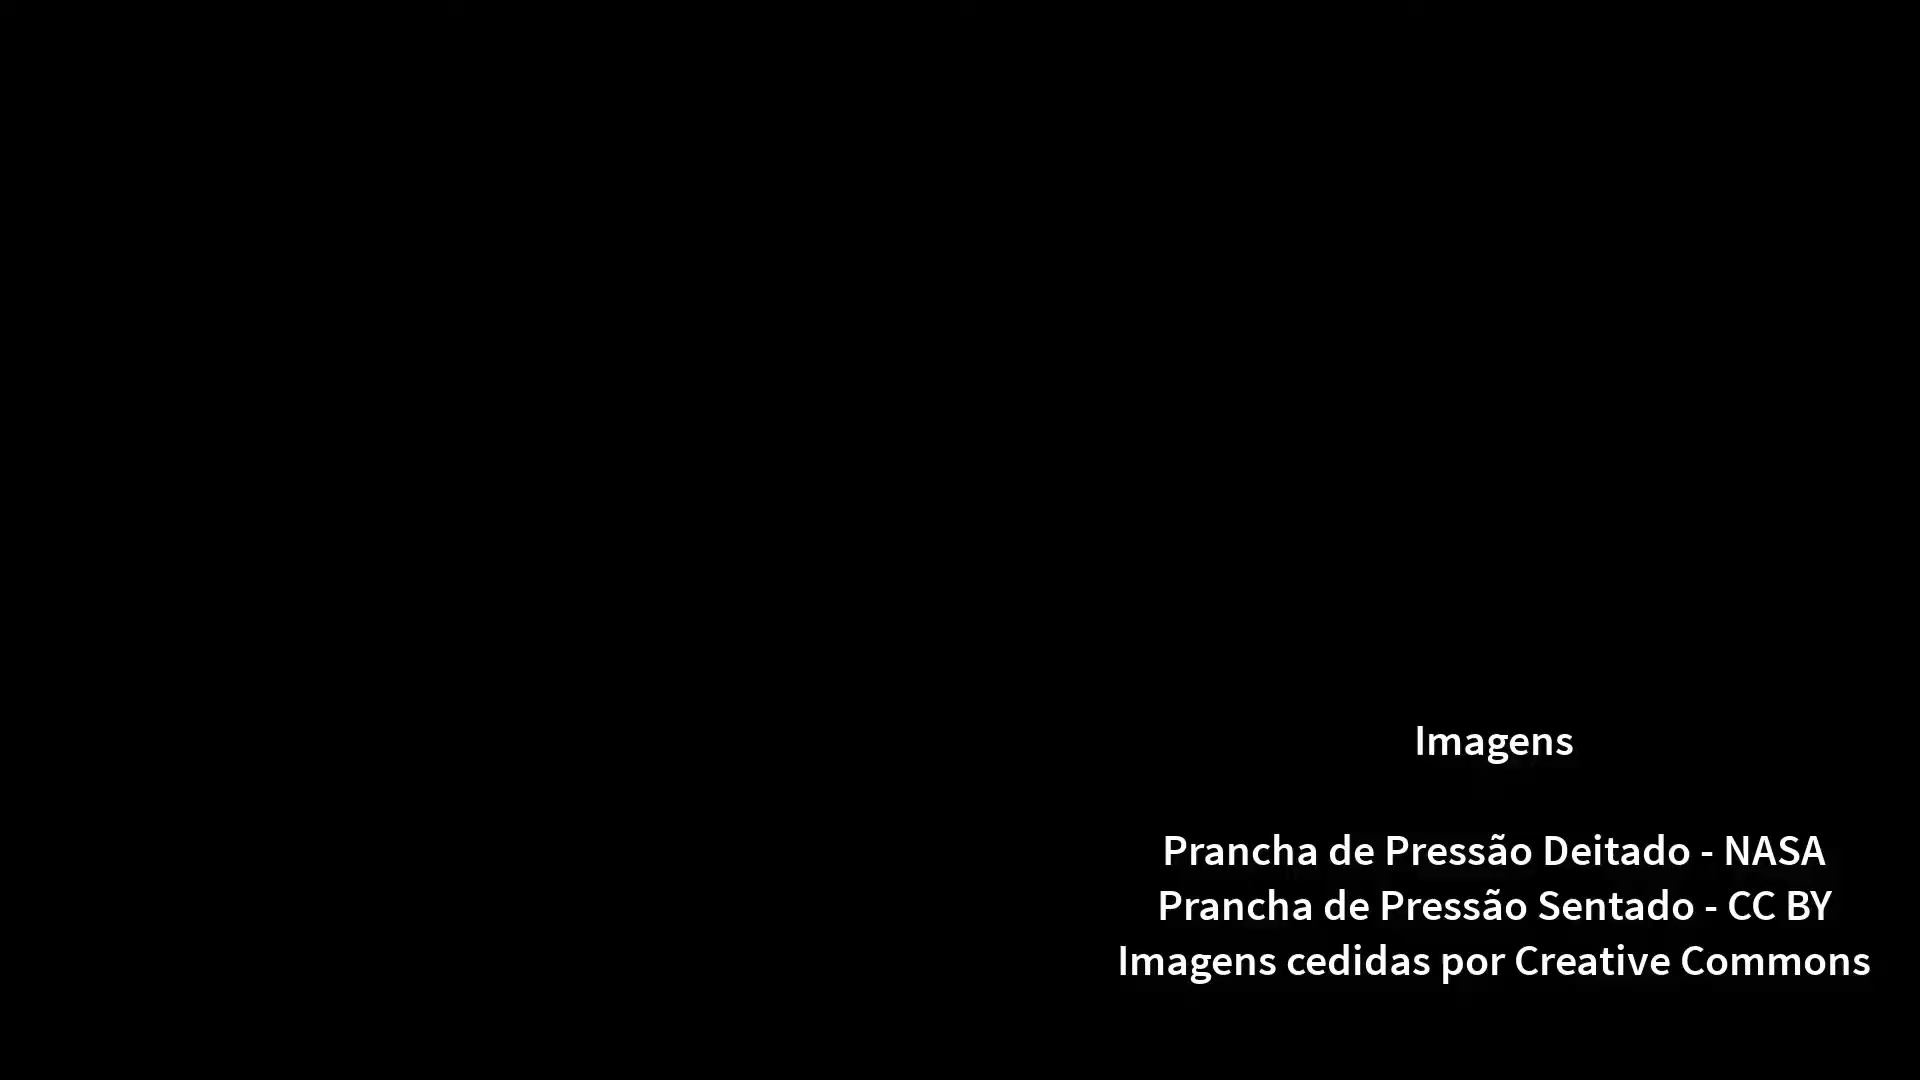 Imagens
Prancha de Pressão Deitado - NASA
Prancha de Pressão Sentado - CC BY
Imagens cedidas por Creative Commons